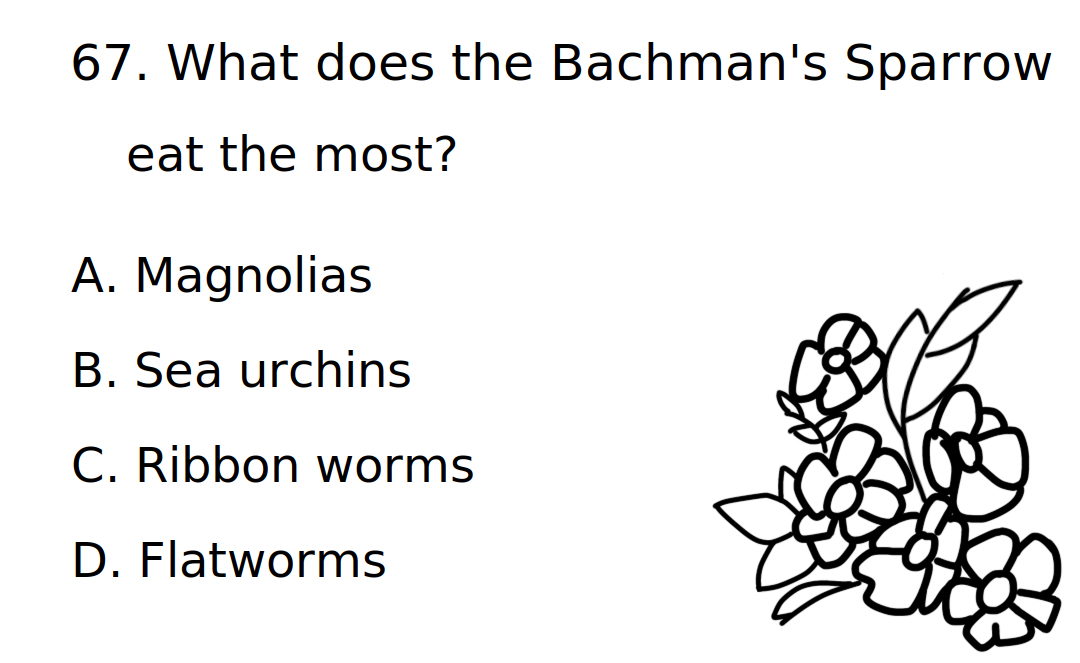 67. What does the Bachman's Sparrow
eat the most?
A. Magnolias
B. Sea urchins
C. Ribbon worms
D. Flatworms